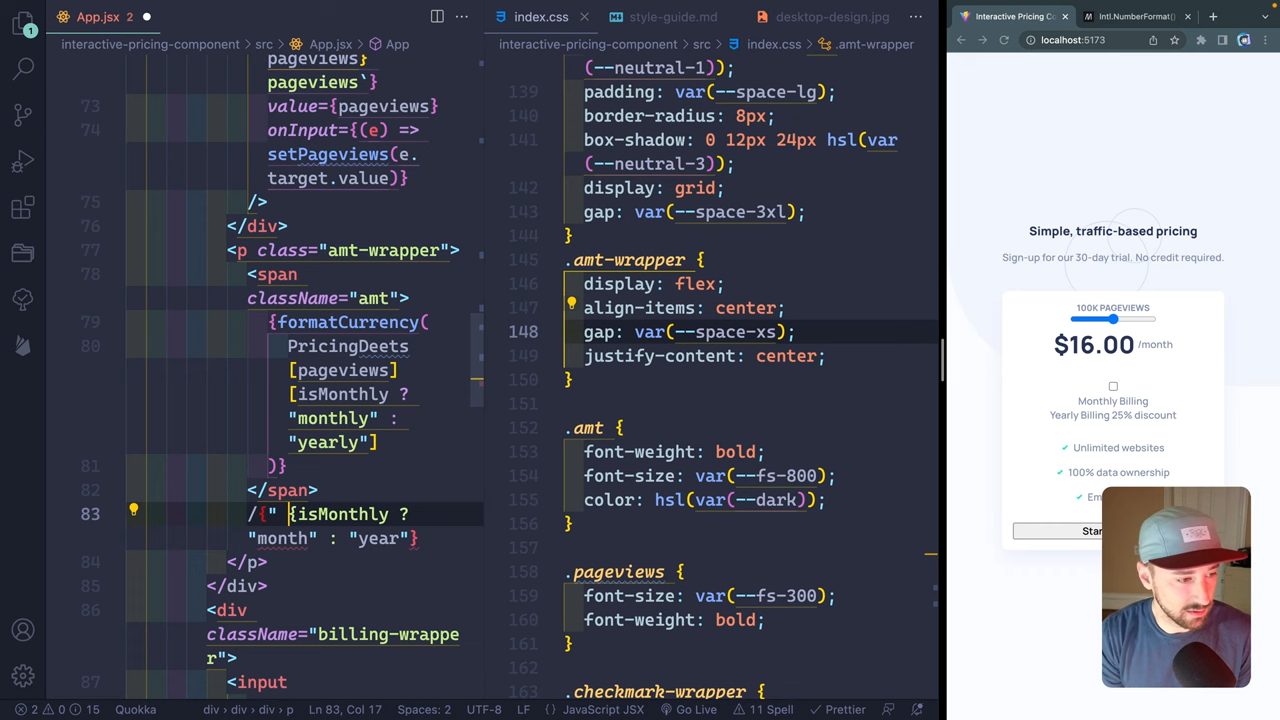 App.jsx 2
index.css
style-guide.md
desktop-design.jpg
interactive-pricing-component > src > App.jsx > App
interactive-pricing-component > src > index.css > .amt-wrapper
pageviews}
pageviews`}
73 value={pageviews}
74 onInput={(e) =>
setPageviews(e.
target.value)}
75 />
76 </div>
77 <p class="amt-wrapper">
78 <span
className="amt">
79 {formatCurrency(
80 PricingDeets
[pageviews]
[isMonthly ?
"monthly" :
"yearly"]
81 )}
82 </span>
83 /{" {isMonthly ?
"month" : "year"}
84 </p>
85 </div>
86 <div
className="billing-wrappe
r">
87 <input
(--neutral-1));
139 padding: var(--space-lg);
140 border-radius: 8px;
141 box-shadow: 0 12px 24px hsl(var
(--neutral-3));
142 display: grid;
143 gap: var(--space-3xl);
144 }
145 .amt-wrapper {
146 display: flex;
147 align-items: center;
148 gap: var(--space-xs);
149 justify-content: center;
150 }
151
152 .amt {
153 font-weight: bold;
154 font-size: var(--fs-800);
155 color: hsl(var(--dark));
156 }
157
158 .pageviews {
159 font-size: var(--fs-300);
160 font-weight: bold;
161 }
162
163 .checkmark-wrapper {
1
2 0 15 Quokka div > div > div > p Ln 83, Col 17 Spaces: 2 UTF-8 LF {} JavaScript JSX Go Live 11 Spell Prettier
Interactive Pricing Co
Intl.NumberFormat()
localhost:5173
Simple, traffic-based pricing
Sign-up for our 30-day trial. No credit required.
100K PAGEVIEWS
$16.00 /month
Monthly Billing
Yearly Billing 25% discount
Unlimited websites
100% data ownership